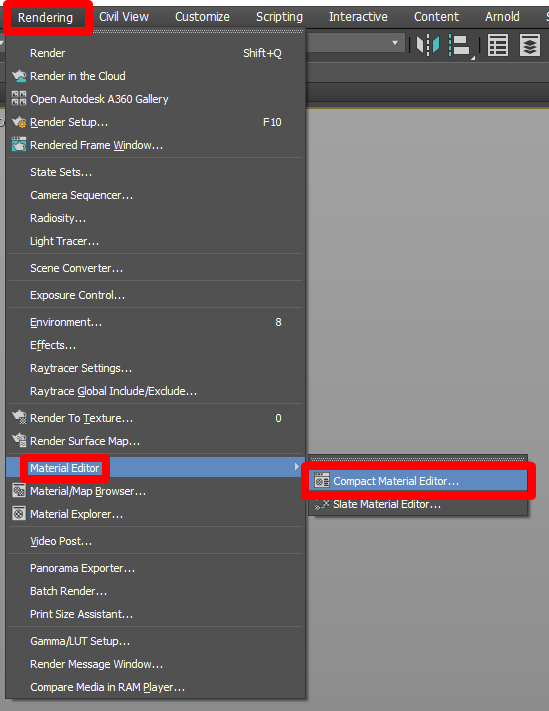 Rendering Civil View Customize Scripting Interactive Content Arnold
Render Shift+Q
Render in the Cloud
Open Autodesk A360 Gallery
Render Setup... F10
Rendered Frame Window...
State Sets...
Camera Sequencer...
Radiosity...
Light Tracer...
Scene Converter...
Exposure Control...
Environment... 8
Effects...
Raytracer Settings...
Raytrace Global Include/Exclude...
Render To Texture... 0
Render Surface Map...
Material Editor
Compact Material Editor...
Material/Map Browser...
Slate Material Editor...
Material Explorer...
Video Post...
Panorama Exporter...
Batch Render...
Print Size Assistant...
Gamma/LUT Setup...
Render Message Window...
Compare Media in RAM Player...